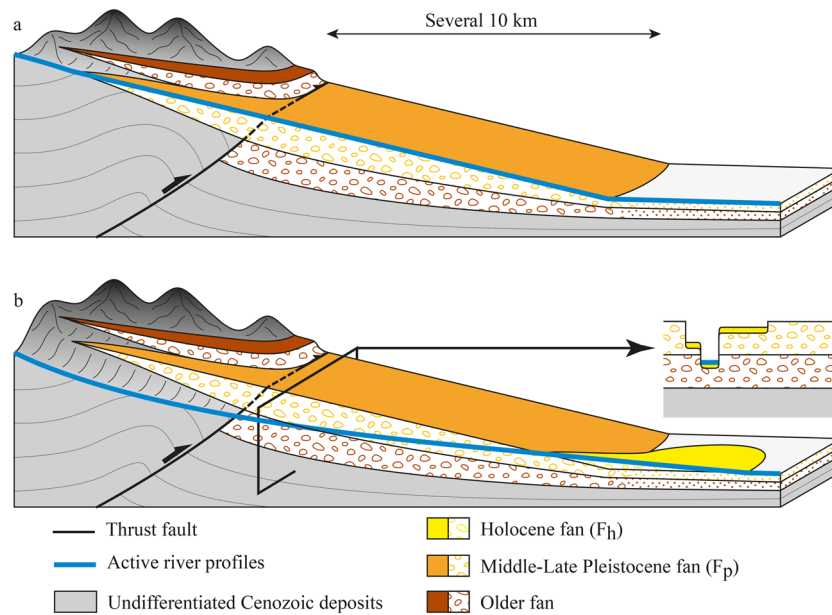 a
Several 10 km
b
Thrust fault
Active river profiles
Undifferentiated Cenozoic deposits
Holocene fan (Fh)
Middle-Late Pleistocene fan (Fp)
Older fan